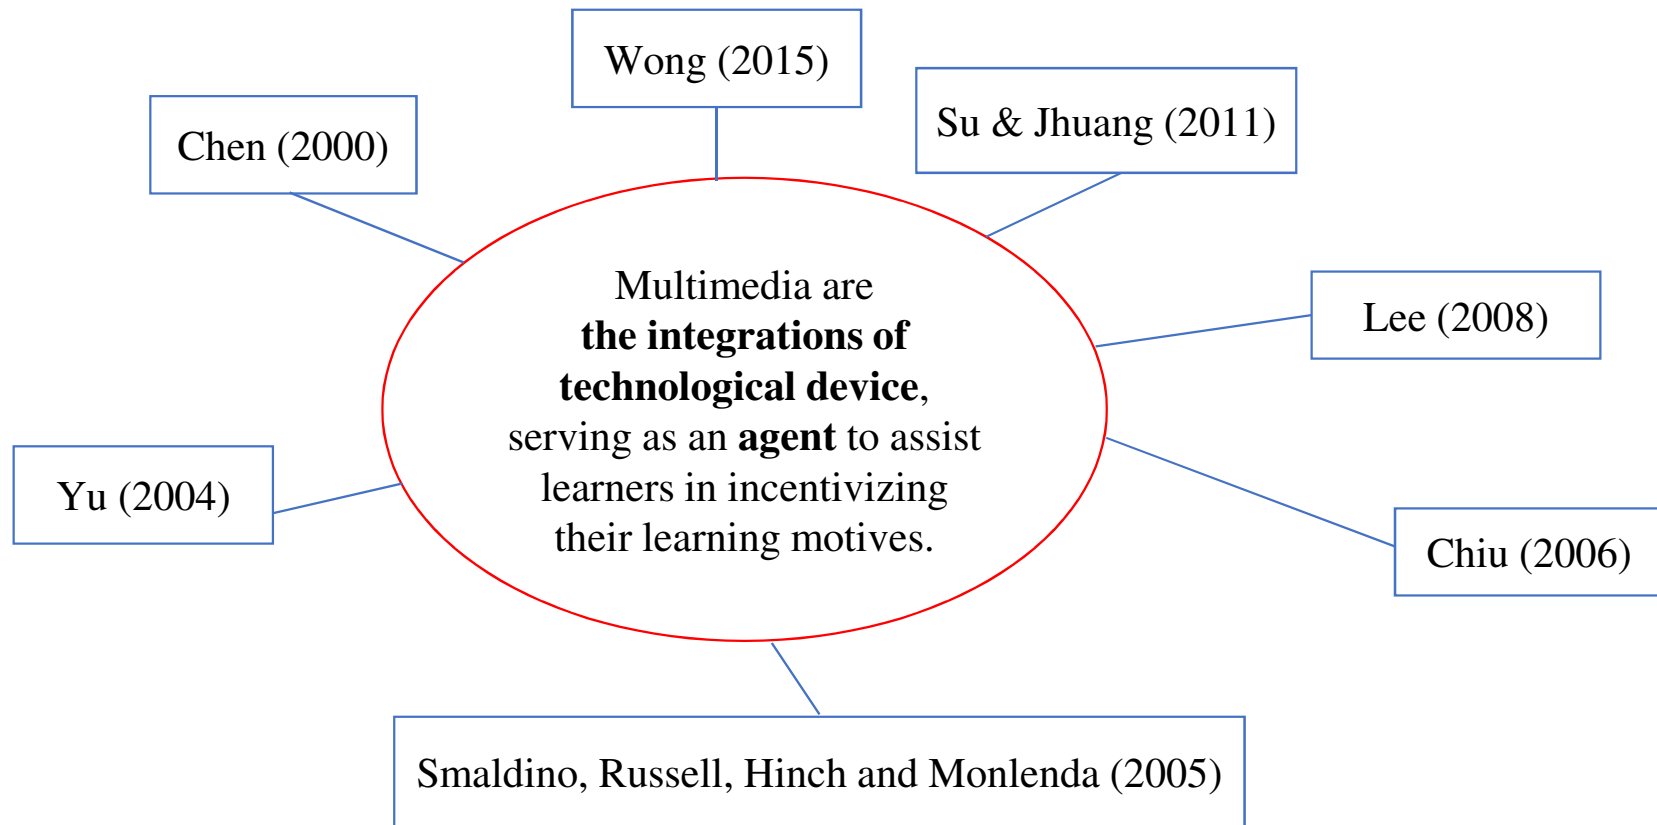 Wong (2015)
Su & Jhuang (2011)
Chen (2000)
Multimedia are
the integrations of
technological device,
serving as an agent to assist
learners in incentivizing
their learning motives.
Lee (2008)
Yu (2004)
Chiu (2006)
Smaldino, Russell, Hinch and Monlenda (2005)